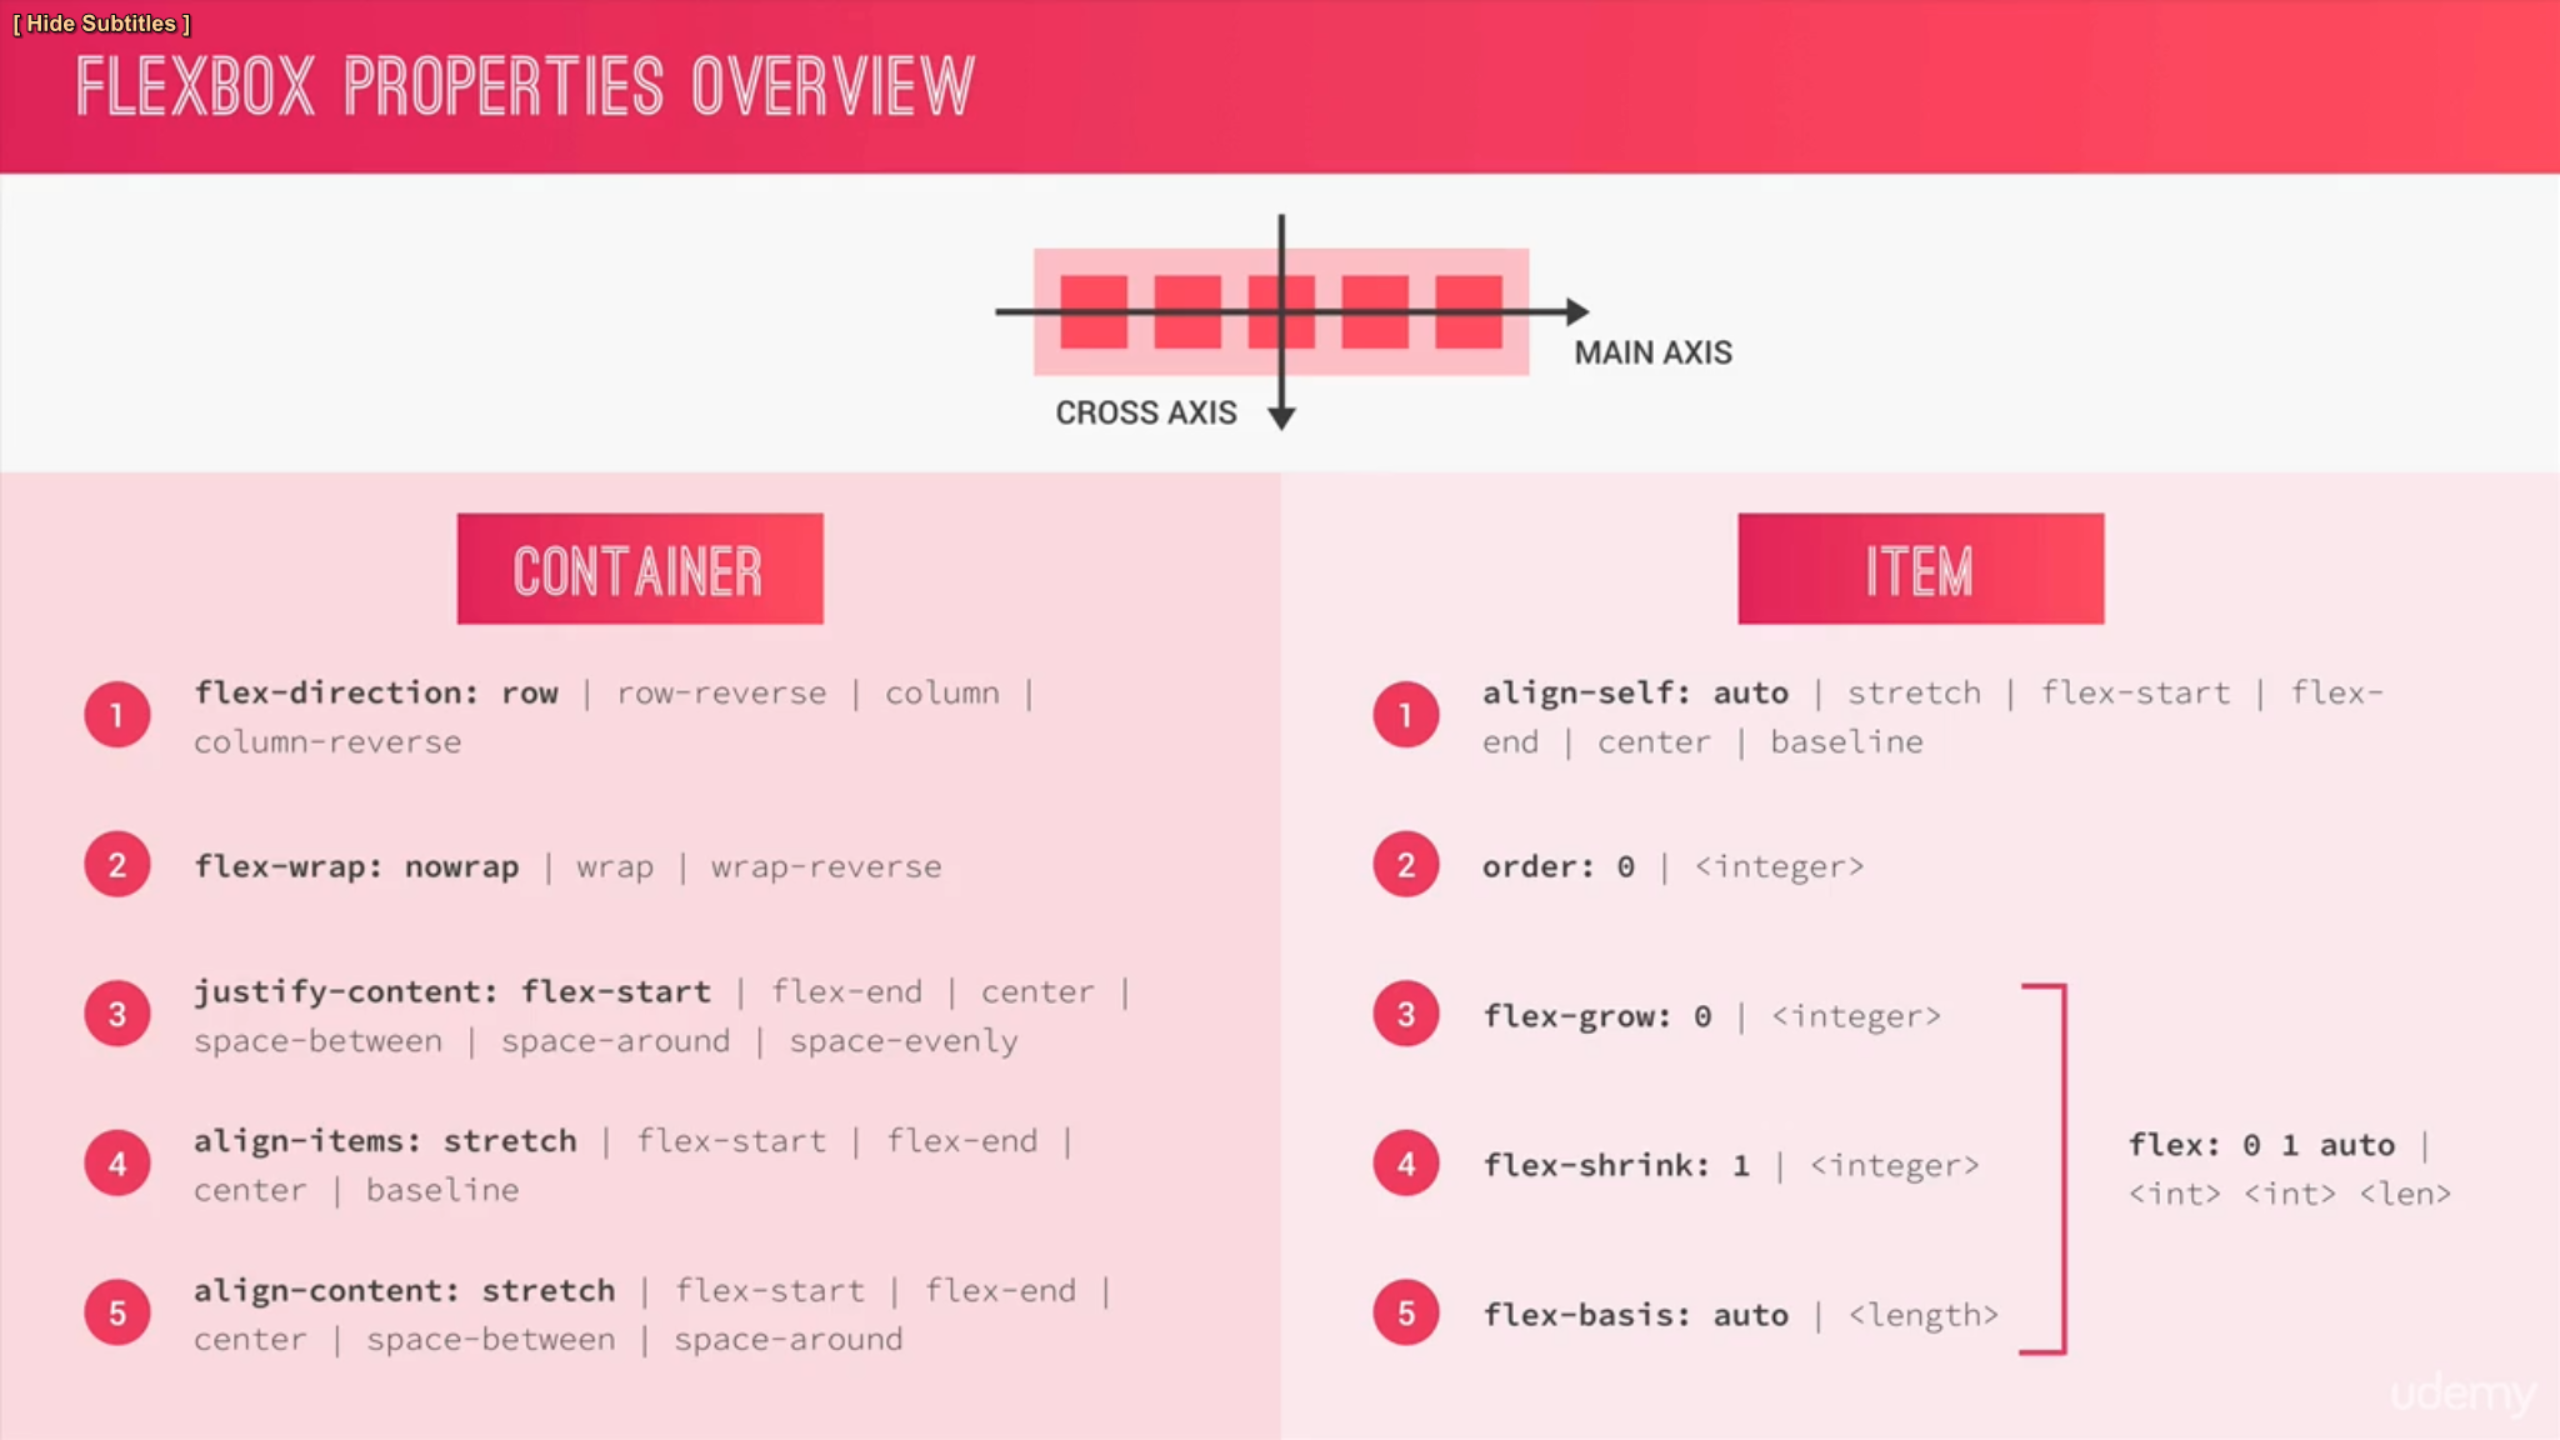 [ Hide Subtitles ]
FLEXBOX PROPERTIES OVERVIEW
MAIN AXIS
CROSS AXIS
CONTAINER
1
flex-direction: row | row-reverse | column |
column-reverse
2
flex-wrap: nowrap | wrap | wrap-reverse
3
justify-content: flex-start | flex-end | center |
space-between | space-around | space-evenly
4
align-items: stretch | flex-start | flex-end |
center | baseline
5
align-content: stretch | flex-start | flex-end |
center | space-between | space-around
ITEM
1
align-self: auto | stretch | flex-start | flex-
end | center | baseline
2
order: 0 | <integer>
3
flex-grow: 0 | <integer>
4
flex-shrink: 1 | <integer>
5
flex-basis: auto | <length>
flex: 0 1 auto |
<int> <int> <len>
udemy